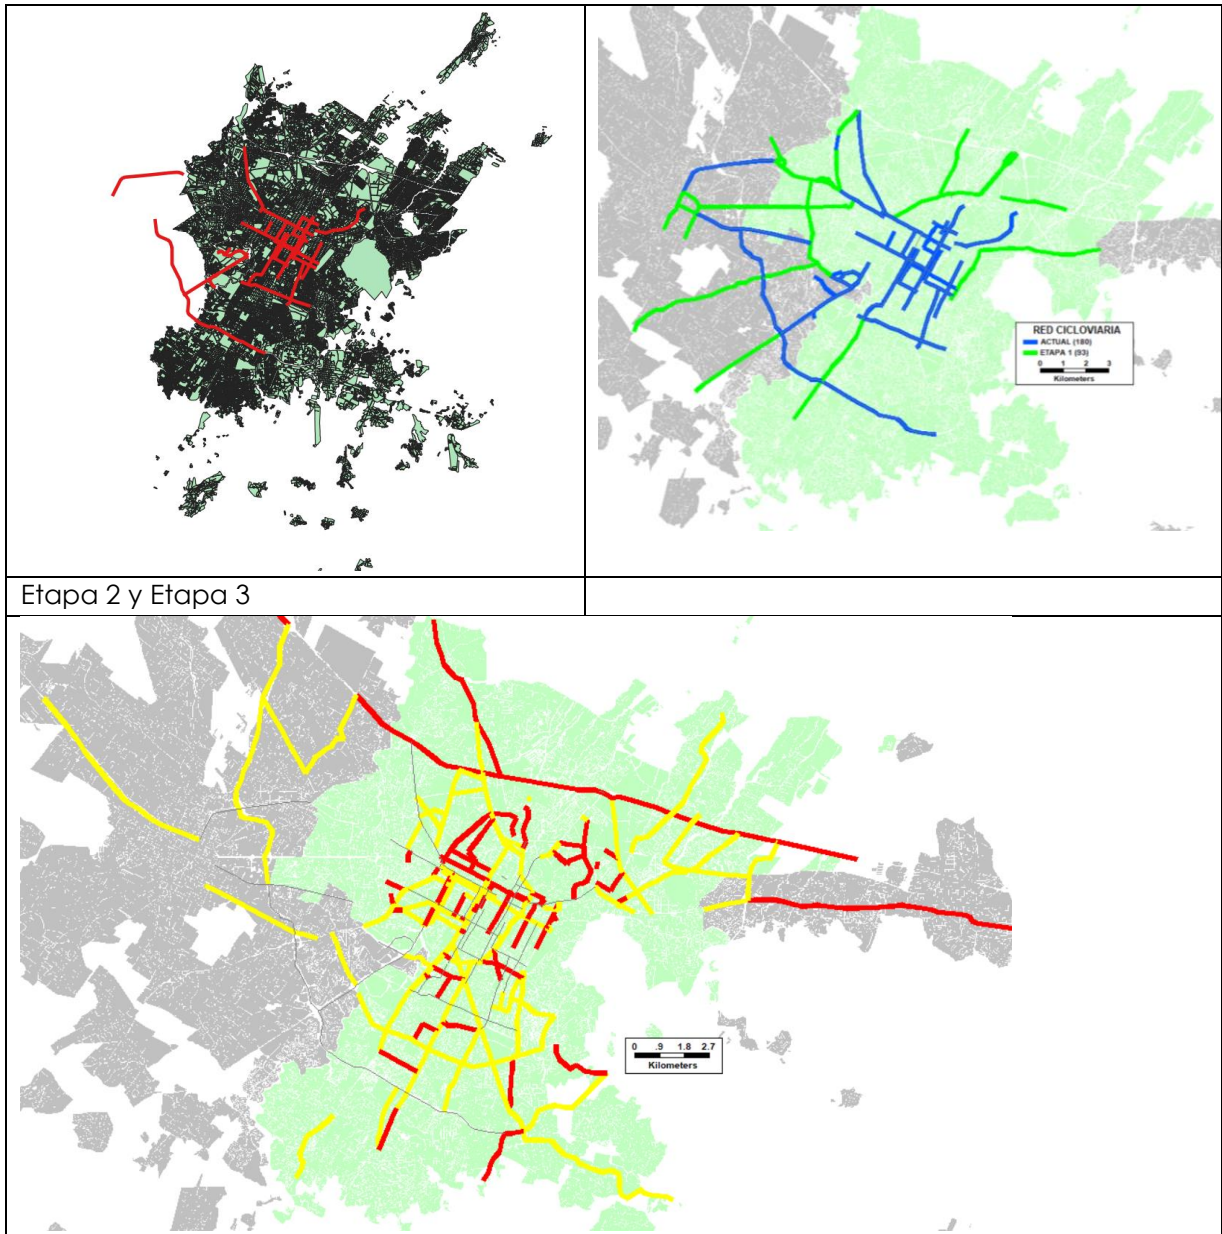 RED CICLOVIARIA
ACTUAL (180)
ETAPA 1 (93)
0 1 2 3
Kilometers
Etapa 2 y Etapa 3
0 .9 1.8 2.7
Kilometers